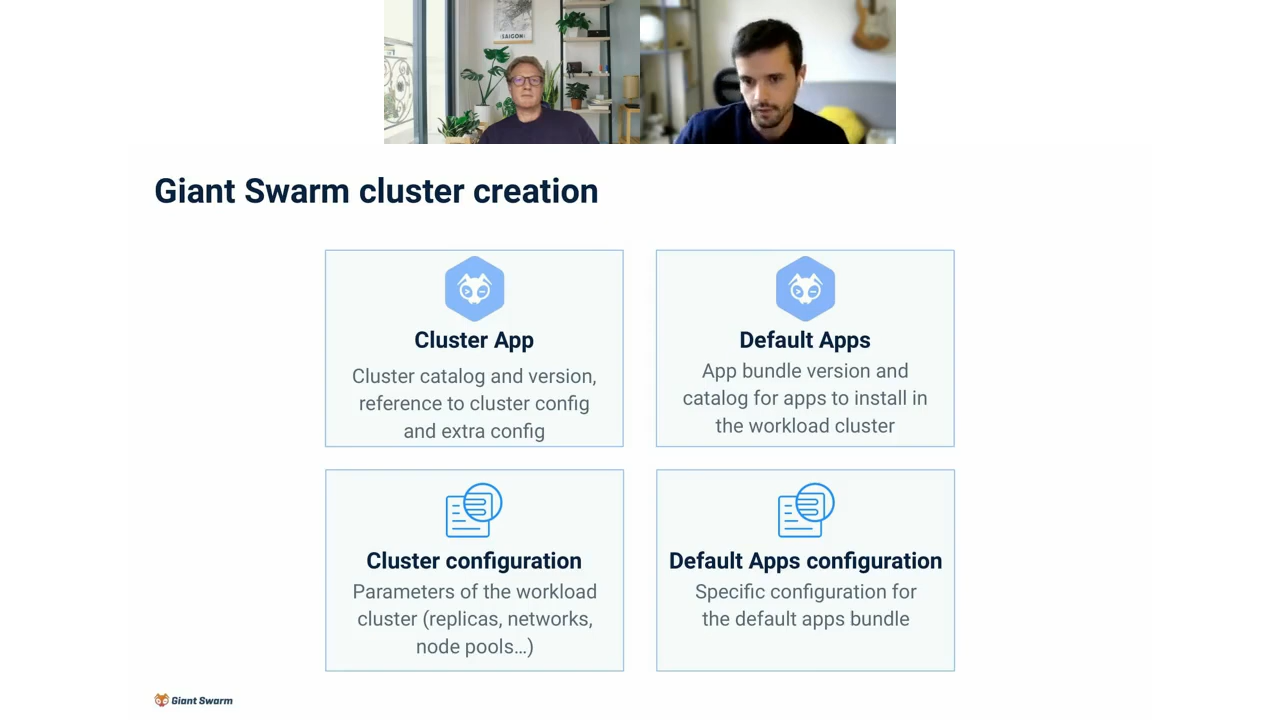 SAIGON
Giant Swarm cluster creation
Cluster App
Cluster catalog and version,
reference to cluster config
and extra config
Default Apps
App bundle version and
catalog for apps to install in
the workload cluster
Cluster configuration
Parameters of the workload
cluster (replicas, networks,
node pools...)
Default Apps configuration
Specific configuration for
the default apps bundle
Giant Swarm